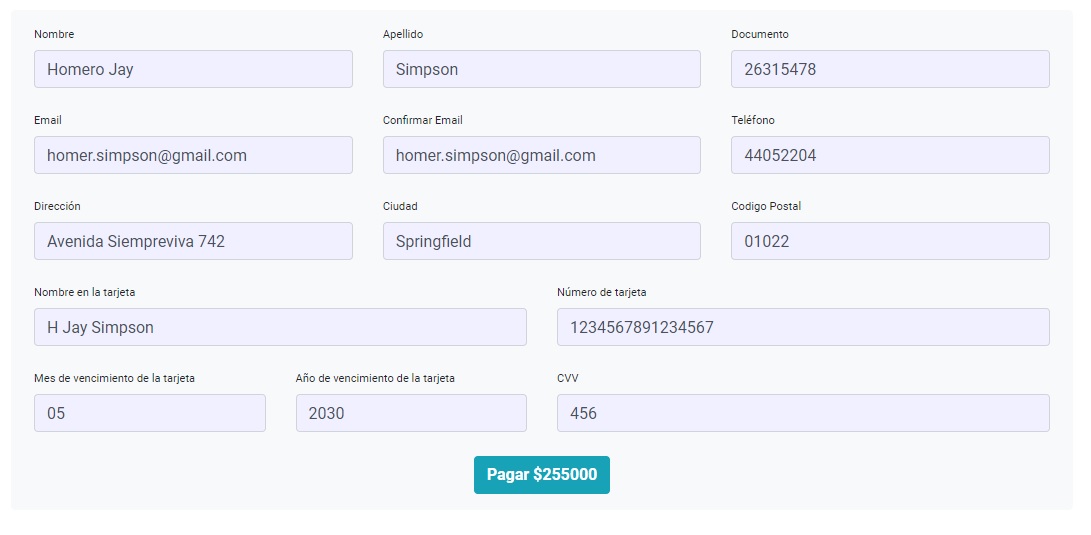 Nombre Apellido Documento
Homero Jay Simpson 26315478
Email Confirmar Email Teléfono
homer.simpson@gmail.com homer.simpson@gmail.com 44052204
Dirección Ciudad Codigo Postal
Avenida Siempreviva 742 Springfield 01022
Nombre en la tarjeta Número de tarjeta
H Jay Simpson 1234567891234567
Mes de vencimiento de la tarjeta Año de vencimiento de la tarjeta CVV
05 2030 456
Pagar $255000